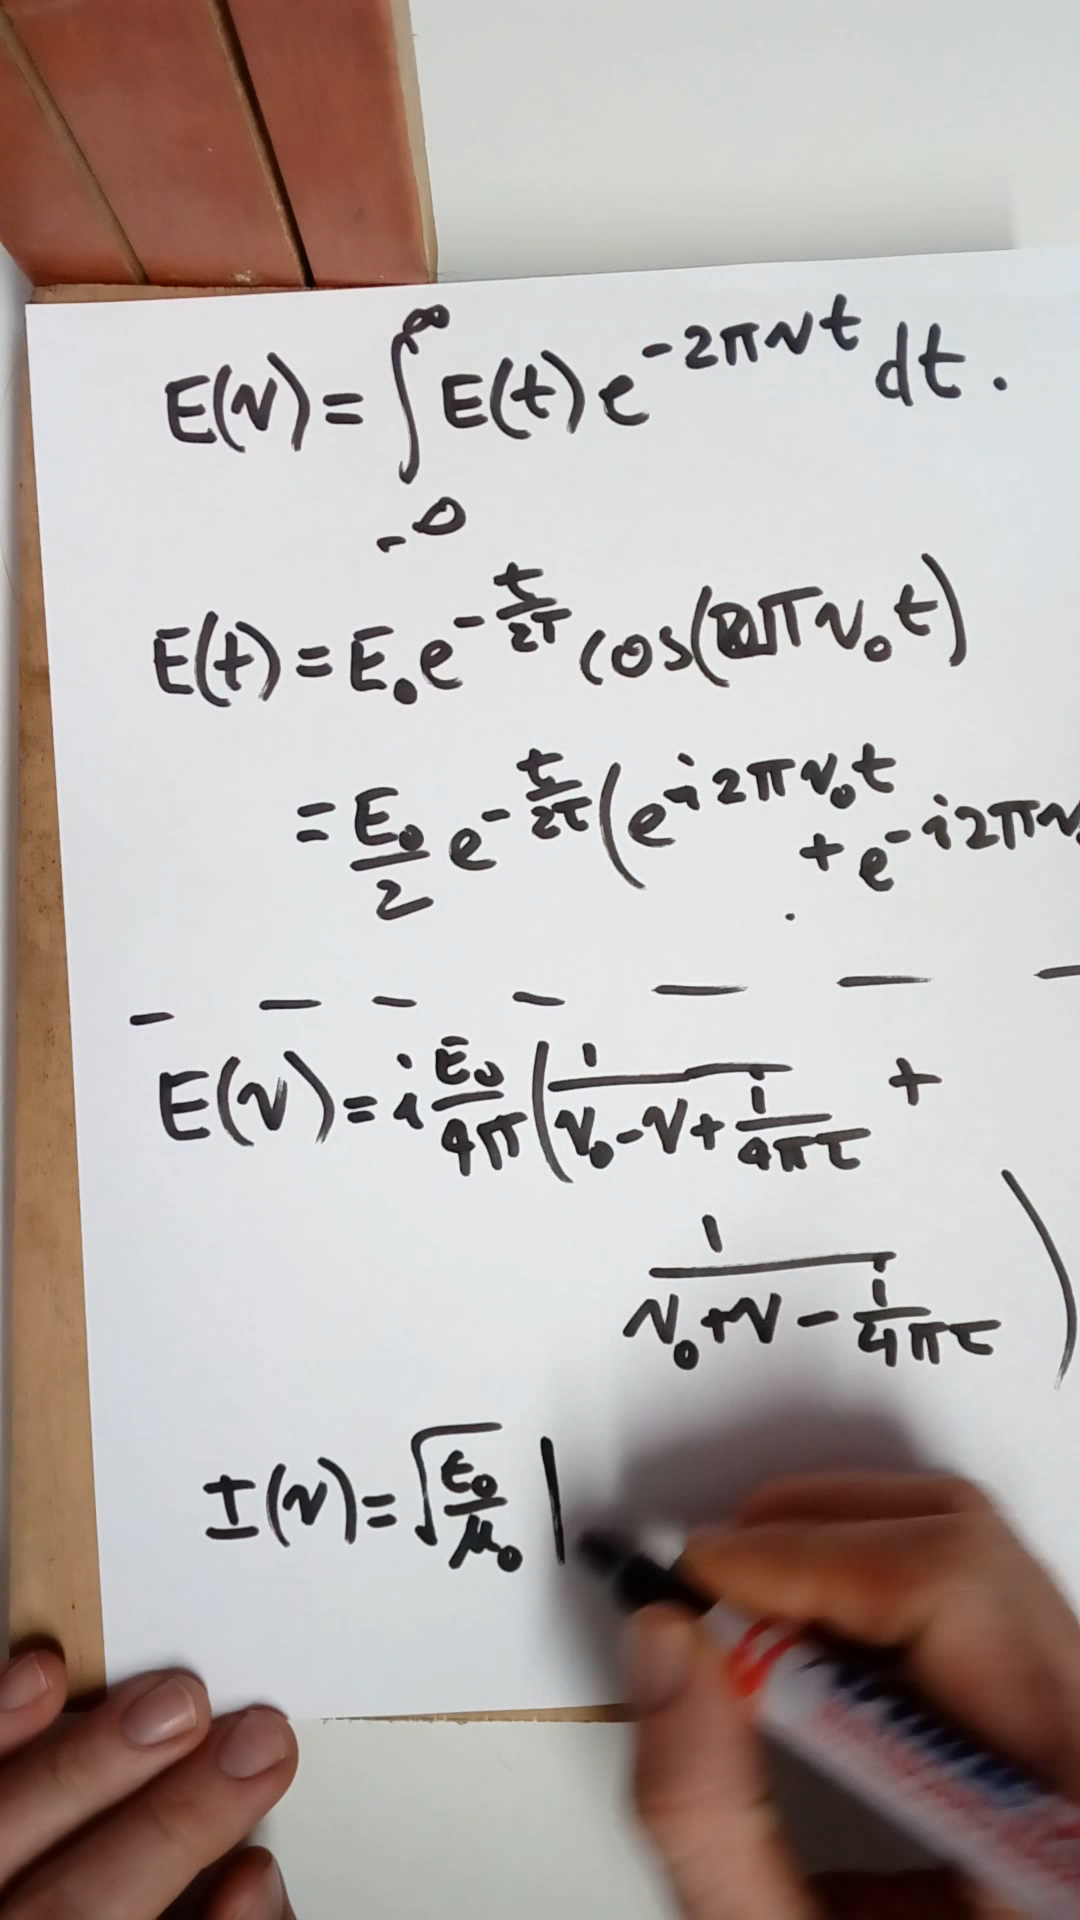 E(ν) = ∫_{-∞}^{∞} E(t) e^{-2πνt} dt.
E(t) = E₀ e^{-t/2τ} cos(2πν₀t)
= E₀/2 e^{-t/2τ} (e^{i2πν₀t}
+ e^{-i2πν
E(ν) = i E₀/4π (1/(ν₀-ν+i/4πτ) +
1/(ν₀+ν-i/4πτ))
I(ν) = √(ε₀/μ₀) |